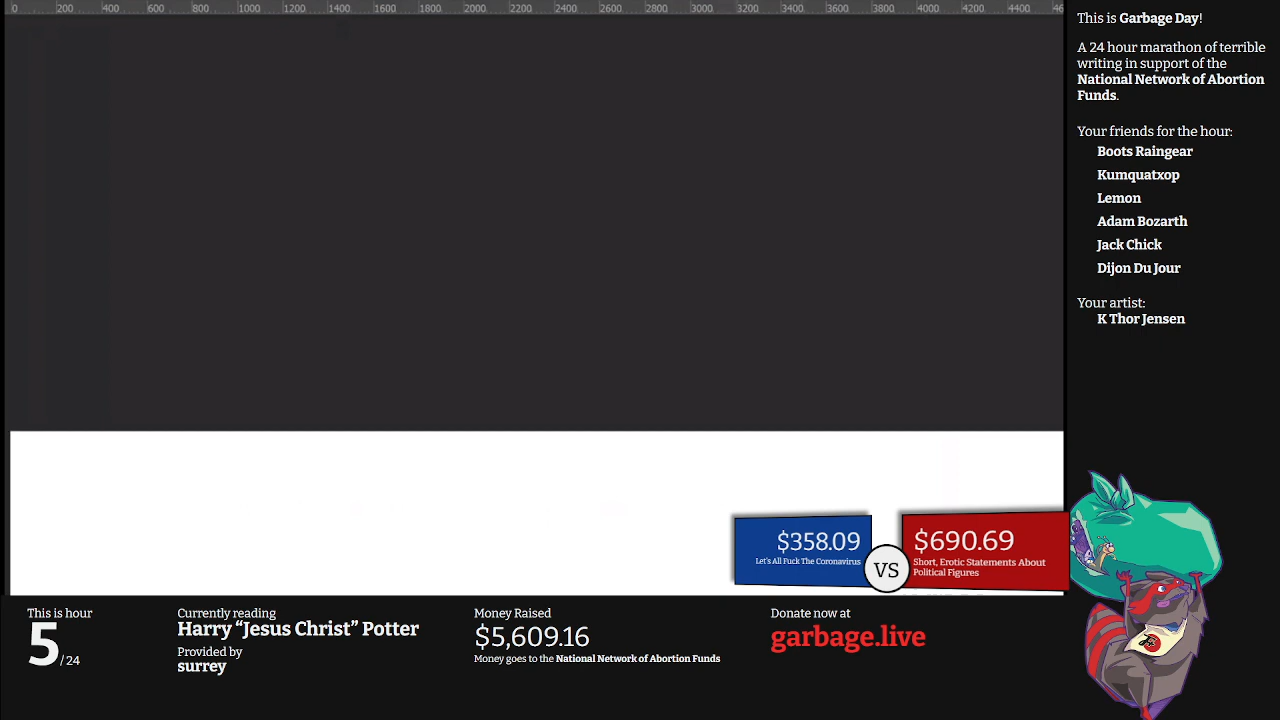 0 200 400 600 800 1000 1200 1400 1600 1800 2000 2200 2400 2600 2800 3000 3200 3400 3600 3800 4000 4200 4400 46
This is Garbage Day!
A 24 hour marathon of terrible
writing in support of the
National Network of Abortion
Funds.
Your friends for the hour:
Boots Raingear
Kumquatxop
Lemon
Adam Bozarth
Jack Chick
Dijon Du Jour
Your artist:
K Thor Jensen
$358.09
Let's All Fuck The Coronavirus
VS
$690.69
Short, Erotic Statements About
Political Figures
This is hour
5/24
Currently reading
Harry “Jesus Christ” Potter
Provided by
surrey
Money Raised
$5,609.16
Money goes to the National Network of Abortion Funds
Donate now at
garbage.live